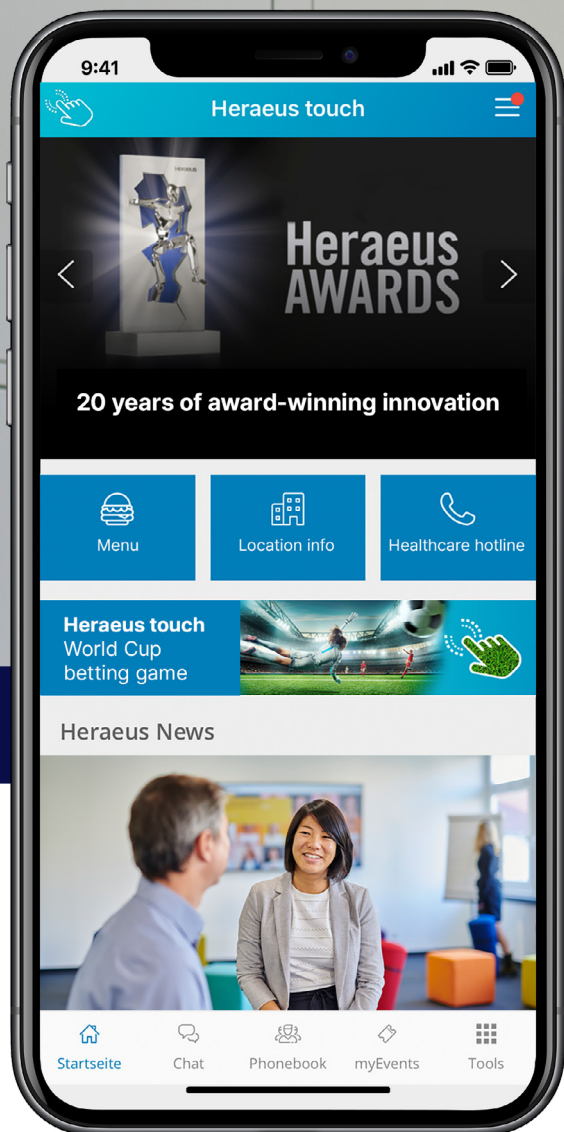 9:41
Heraeus touch
Heraeus
AWARDS
20 years of award-winning innovation
Menu
Location info
Healthcare hotline
Heraeus touch
World Cup
betting game
Heraeus News
Startseite
Chat
Phonebook
myEvents
Tools